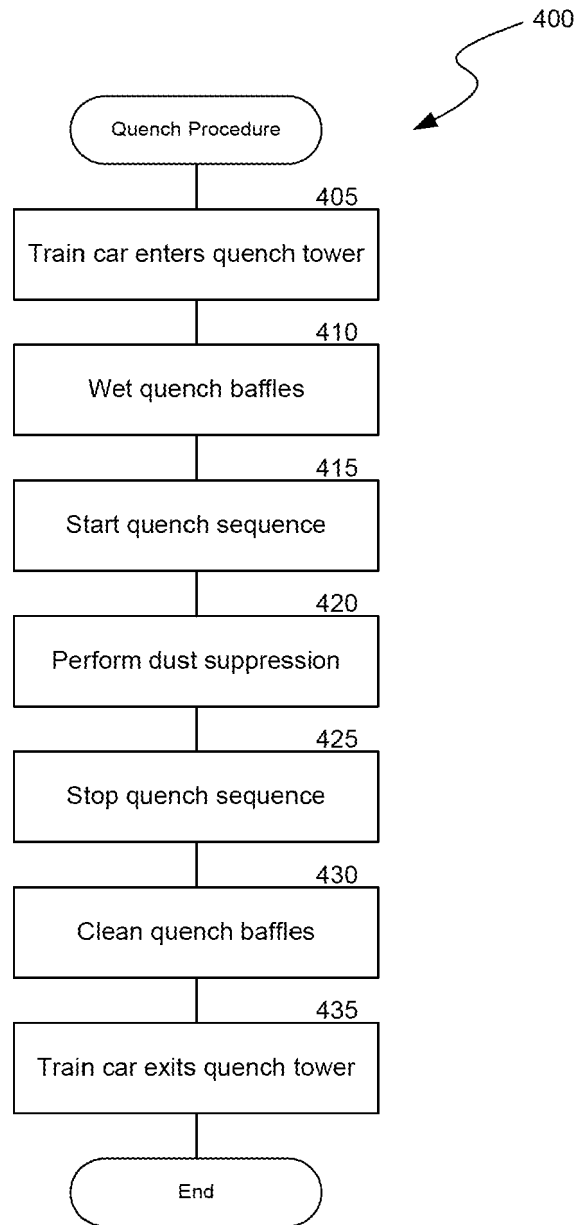 400
Quench Procedure
405
Train car enters quench tower
410
Wet quench baffles
415
Start quench sequence
420
Perform dust suppression
425
Stop quench sequence
430
Clean quench baffles
435
Train car exits quench tower
End